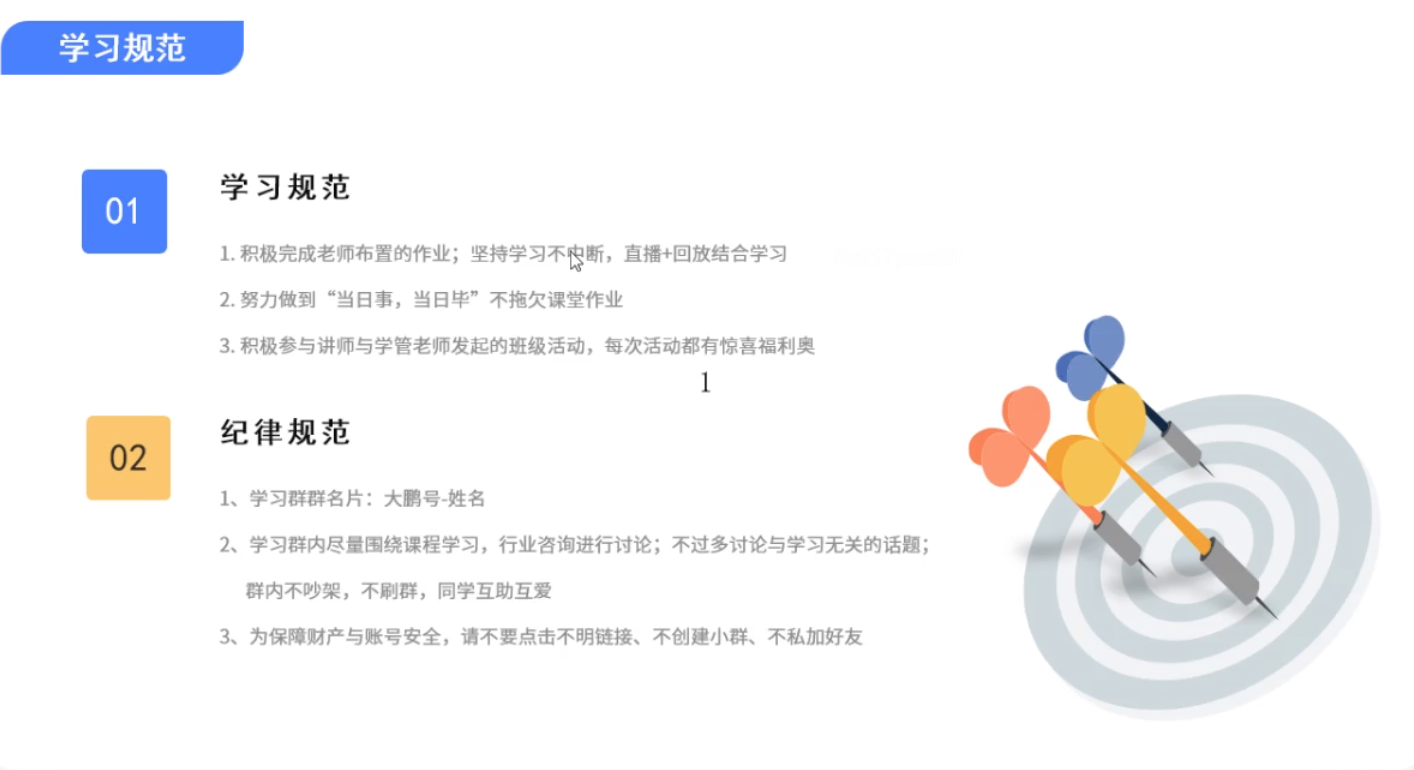 学习规范
01
学习规范
1. 积极完成老师布置的作业；坚持学习不中断，直播+回放结合学习
2. 努力做到“当日事，当日毕”不拖欠课堂作业
3. 积极参与讲师与学管老师发起的班级活动，每次活动都有惊喜福利奥
1
02
纪律规范
1、学习群群名片：大鹏号-姓名
2、学习群内尽量围绕课程学习，行业咨询进行讨论；不过多讨论与学习无关的话题；
群内不吵架，不刷群，同学互助互爱
3、为保障财产与账号安全，请不要点击不明链接、不创建小群、不私加好友